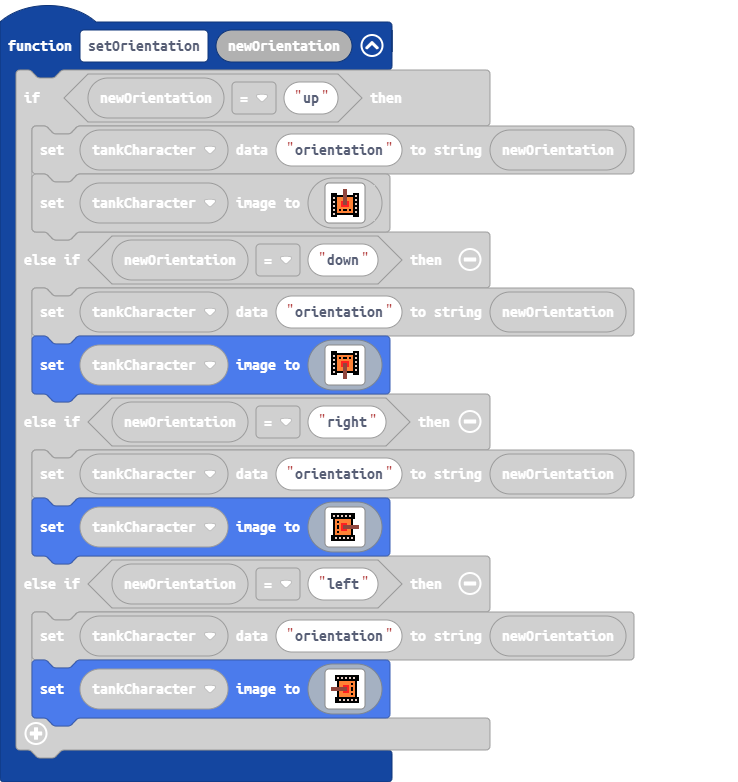 function setOrientation newOrientation
if newOrientation = "up" then
set tankCharacter data "orientation" to string newOrientation
set tankCharacter image to
else if newOrientation = "down" then
set tankCharacter data "orientation" to string newOrientation
set tankCharacter image to
else if newOrientation = "right" then
set tankCharacter data "orientation" to string newOrientation
set tankCharacter image to
else if newOrientation = "left" then
set tankCharacter data "orientation" to string newOrientation
set tankCharacter image to